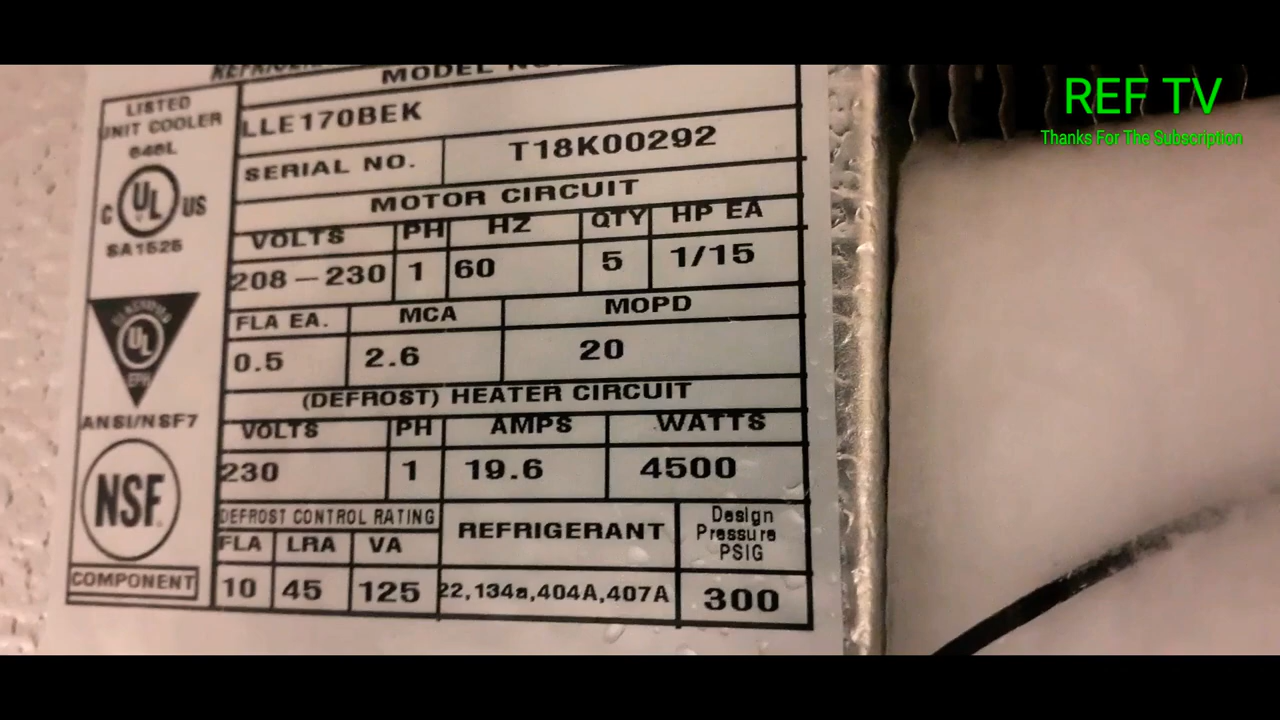 MODEL NO.
LISTED
UNIT COOLER
646L
C UL US
SA1525
LLE170BEK
SERIAL NO. T18K00292
MOTOR CIRCUIT
VOLTS PH HZ QTY HP EA
208-230 1 60 5 1/15
FLA EA. MCA MOPD
0.5 2.6 20
(DEFROST) HEATER CIRCUIT
VOLTS PH AMPS WATTS
230 1 19.6 4500
UL
EPH
ANSI/NSF7
NSF
COMPONENT
DEFROST CONTROL RATING
FLA LRA VA
10 45 125
REFRIGERANT
22,134a,404A,407A
Design
Pressure
PSIG
300
REF TV
Thanks For The Subscription